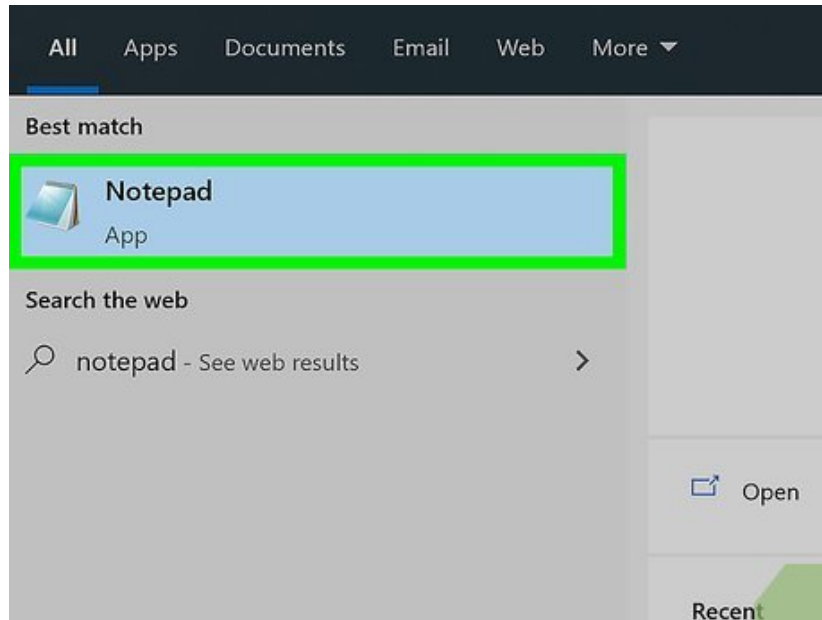 All Apps Documents Email Web More
Best match
Notepad
App
Search the web
notepad - See web results
Open
Recent